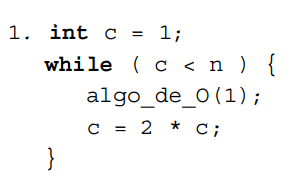 1. int c = 1;
while ( c < n ) {
algo_de_O(1);
c = 2 * c;
}